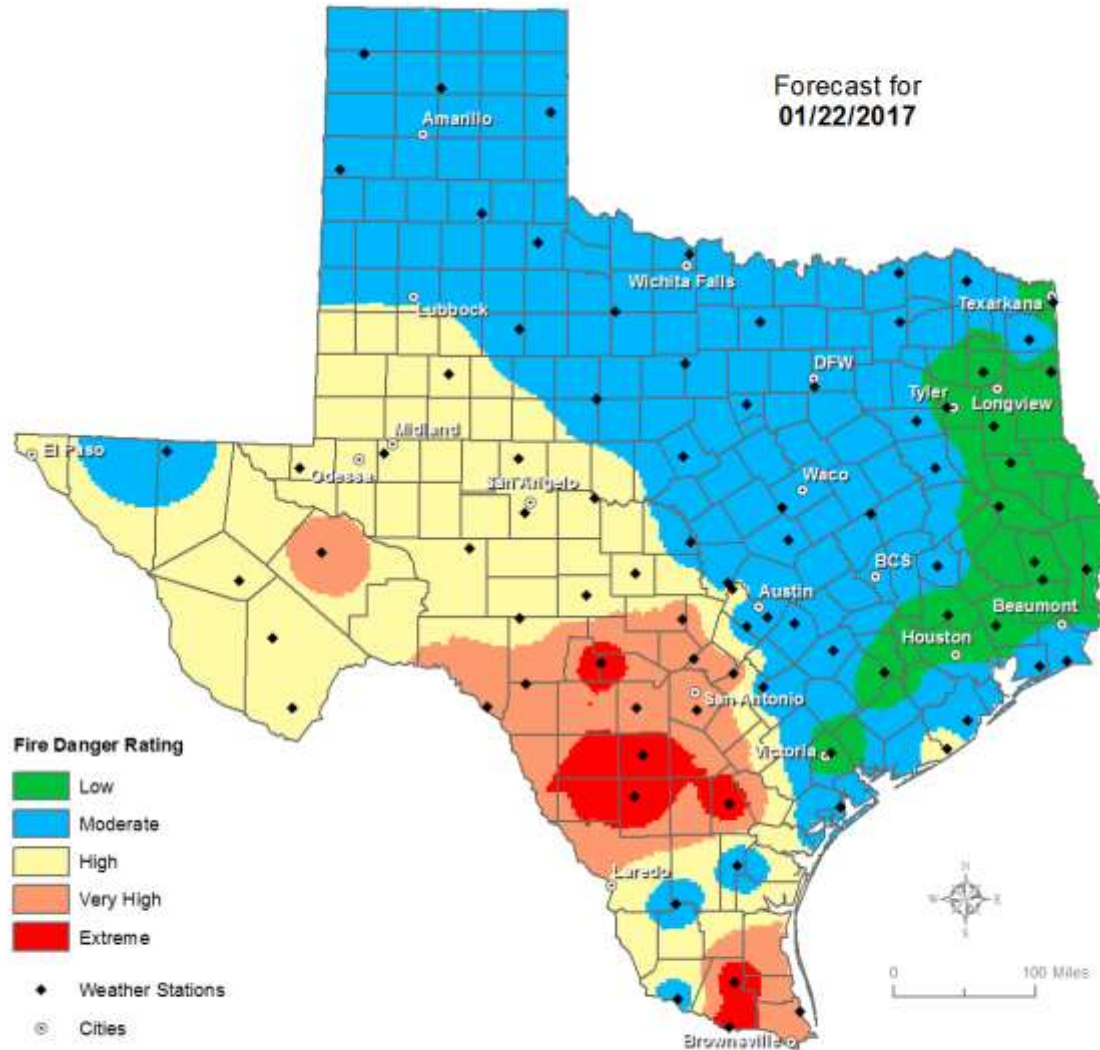 Forecast for
01/22/2017
Amarillo
Wichita Falls
Lubbock
Texarkana
DFW
Tyler
Longview
El Paso
Midland
Odessa
San Angelo
Waco
BCS
Austin
Beaumont
Houston
San Antonio
Victoria
Laredo
Brownsville
Fire Danger Rating
Low
Moderate
High
Very High
Extreme
Weather Stations
Cities
N
W
E
S
0
100 Miles